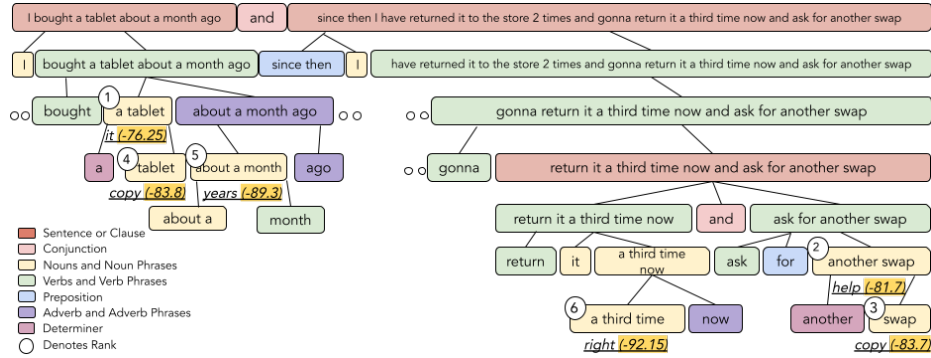 I bought a tablet about a month ago and since then I have returned it to the store 2 times and gonna return it a third time now and ask for another swap
I bought a tablet about a month ago since then I have returned it to the store 2 times and gonna return it a third time now and ask for another swap
bought 1 a tablet about a month ago gonna return it a third time now and ask for another swap
it (-76.25)
a 4 tablet 5 about a month ago gonna return it a third time now and ask for another swap
copy (-83.8) years (-89.3)
about a month return it a third time now and ask for another swap
Sentence or Clause
Conjunction
Nouns and Noun Phrases
Verbs and Verb Phrases
Preposition
Adverb and Adverb Phrases
Determiner
Denotes Rank
return it a third time now ask for 2 another swap
help (-81.7)
6 a third time now another 3 swap
right (-92.15) copy (-83.7)